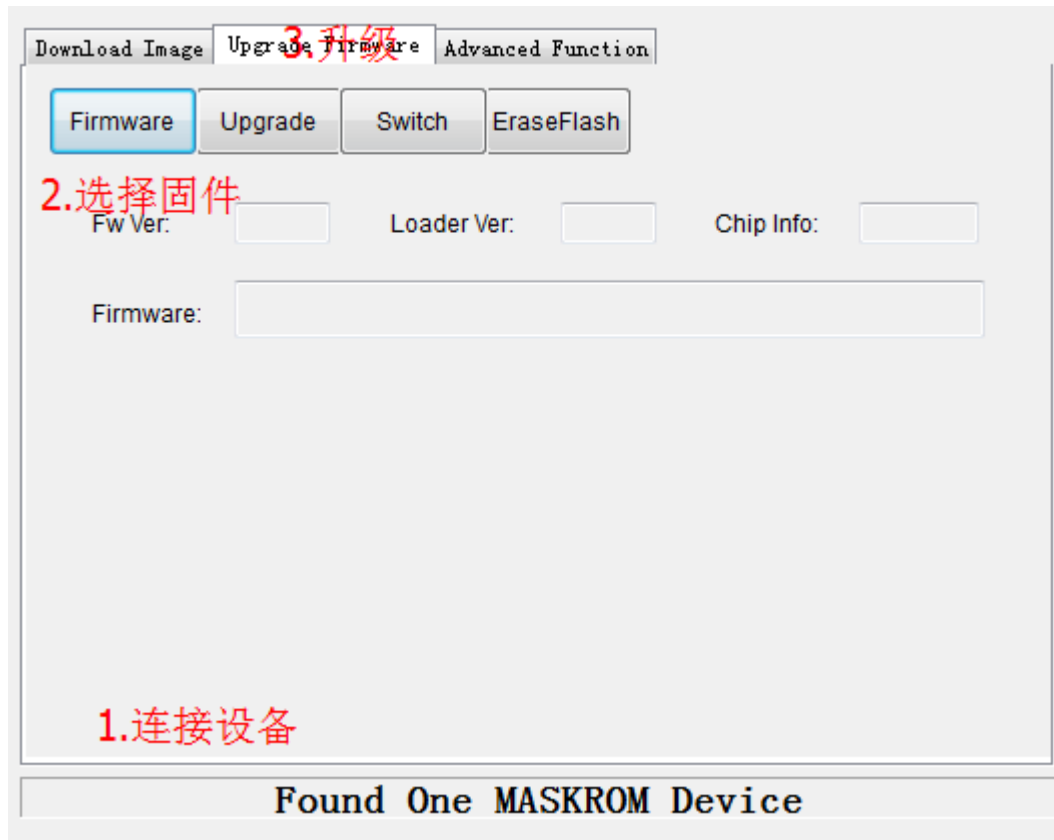 Download Image Upgrade Firmware Advanced Function
3.升级
Firmware Upgrade Switch EraseFlash
2.选择固件
Fw Ver: Loader Ver: Chip Info:
Firmware:
1.连接设备
Found One MASKROM Device